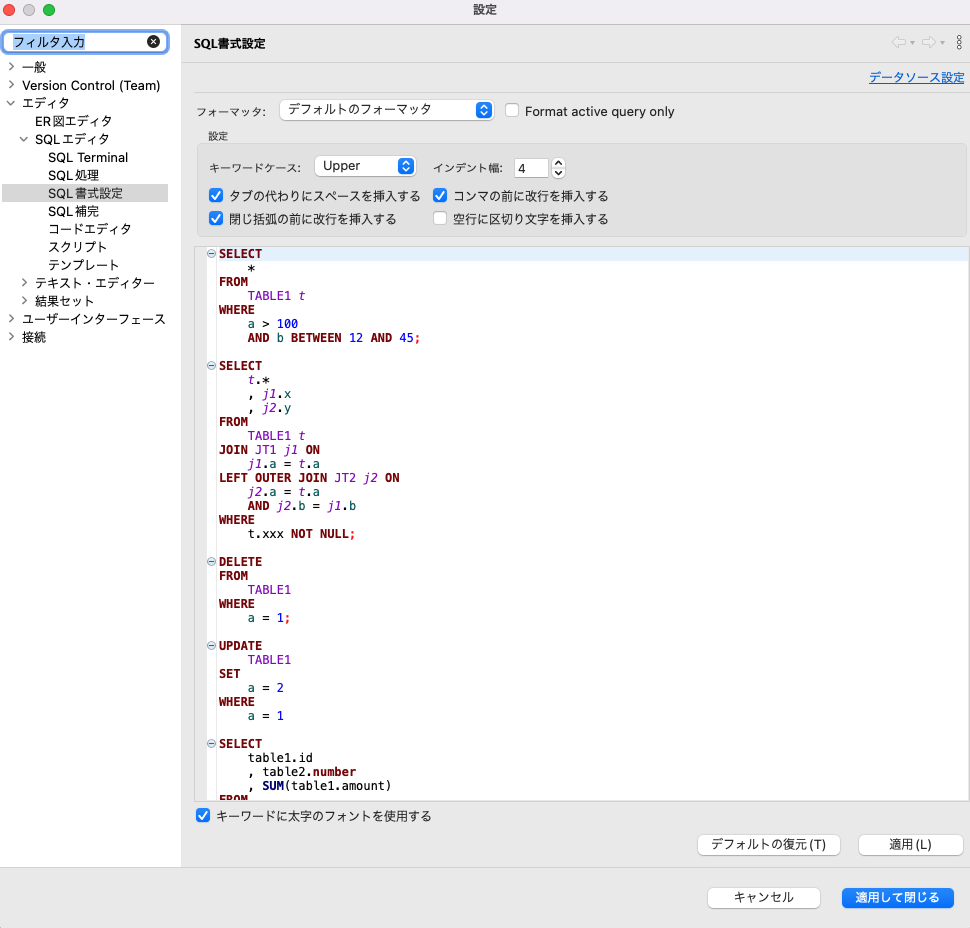 設定
フィルタ入力
一般
Version Control (Team)
エディタ
ER図エディタ
SQLエディタ
SQL Terminal
SQL処理
SQL書式設定
SQL補完
コードエディタ
スクリプト
テンプレート
テキスト・エディター
結果セット
ユーザーインターフェース
接続
SQL書式設定
データソース設定
フォーマッタ: デフォルトのフォーマッタ Format active query only
設定
キーワードケース: Upper インデント幅: 4
タブの代わりにスペースを挿入する コンマの前に改行を挿入する
閉じ括弧の前に改行を挿入する 空行に区切り文字を挿入する
SELECT
*
FROM
TABLE1 t
WHERE
a > 100
AND b BETWEEN 12 AND 45;
SELECT
t.*
, j1.x
, j2.y
FROM
TABLE1 t
JOIN JT1 j1 ON
j1.a = t.a
LEFT OUTER JOIN JT2 j2 ON
j2.a = t.a
AND j2.b = j1.b
WHERE
t.xxx NOT NULL;
DELETE
FROM
TABLE1
WHERE
a = 1;
UPDATE
TABLE1
SET
a = 2
WHERE
a = 1
SELECT
table1.id
, table2.number
, SUM(table1.amount)
FROM
キーワードに太字のフォントを使用する
デフォルトの復元(T) 適用(L)
キャンセル 適用して閉じる